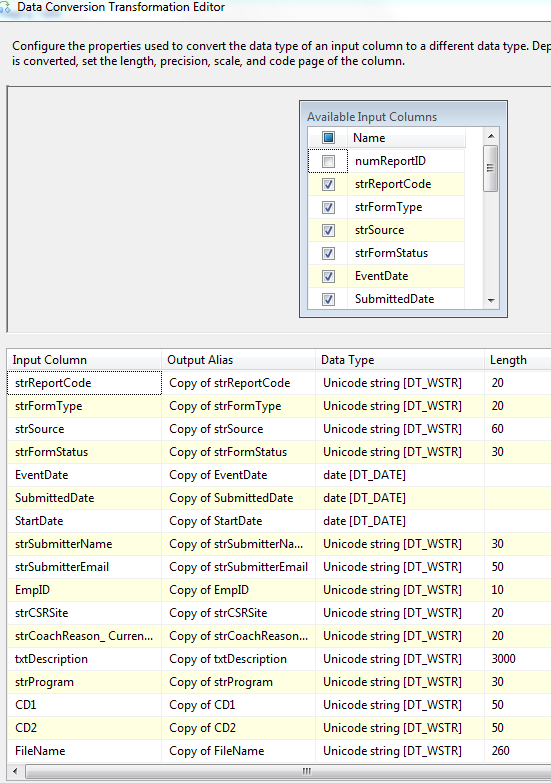 Data Conversion Transformation Editor
Configure the properties used to convert the data type of an input column to a different data type. Dep
is converted, set the length, precision, scale, and code page of the column.
Available Input Columns
Name
numReportID
strReportCode
strFormType
strSource
strFormStatus
EventDate
SubmittedDate
Input Column Output Alias Data Type Length
strReportCode Copy of strReportCode Unicode string [DT_WSTR] 20
strFormType Copy of strFormType Unicode string [DT_WSTR] 20
strSource Copy of strSource Unicode string [DT_WSTR] 60
strFormStatus Copy of strFormStatus Unicode string [DT_WSTR] 30
EventDate Copy of EventDate date [DT_DATE]
SubmittedDate Copy of SubmittedDate date [DT_DATE]
StartDate Copy of StartDate date [DT_DATE]
strSubmitterName Copy of strSubmitterNa... Unicode string [DT_WSTR] 30
strSubmitterEmail Copy of strSubmitterEmail Unicode string [DT_WSTR] 50
EmpID Copy of EmpID Unicode string [DT_WSTR] 10
strCSRSite Copy of strCSRSite Unicode string [DT_WSTR] 20
strCoachReason_ Curren... Copy of strCoachReason... Unicode string [DT_WSTR] 20
txtDescription Copy of txtDescription Unicode string [DT_WSTR] 3000
strProgram Copy of strProgram Unicode string [DT_WSTR] 30
CD1 Copy of CD1 Unicode string [DT_WSTR] 50
CD2 Copy of CD2 Unicode string [DT_WSTR] 50
FileName Copy of FileName Unicode string [DT_WSTR] 260